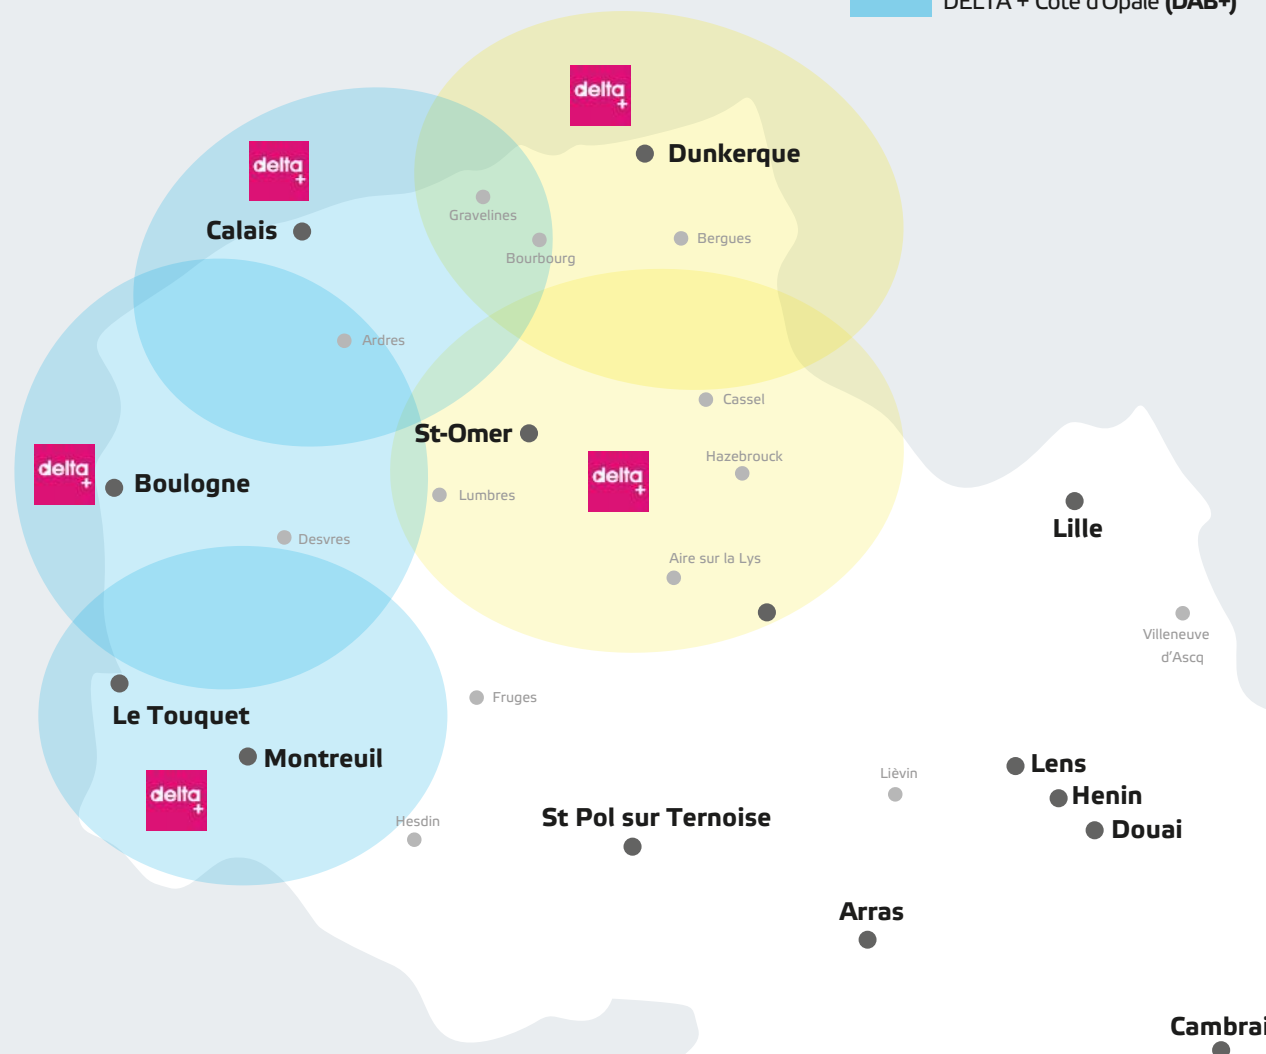 DELTA + Côte d'Opale (DAB+)
delta
+
Dunkerque
delta
+
Gravelines
Calais
Bergues
Bourbourg
Ardres
Cassel
St-Omer
Hazebrouck
delta
+
delta
+
Boulogne
Lumbres
Lille
Desvres
Aire sur la Lys
Villeneuve
d'Ascq
Fruges
Le Touquet
Montreuil
Lens
Lièvin
delta
+
Henin
Hesdin
St Pol sur Ternoise
Douai
Arras
Cambrai